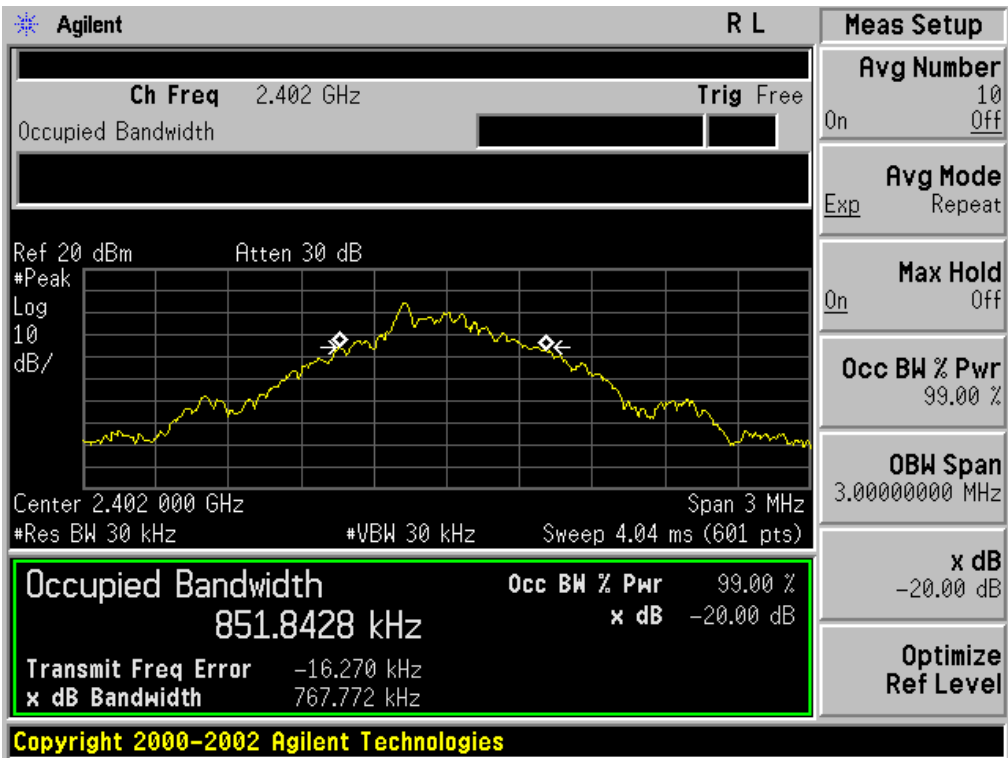 Agilent R L
Ch Freq 2.402 GHz Trig Free
Occupied Bandwidth
Ref 20 dBm Atten 30 dB
#Peak
Log
10
dB/
Center 2.402 000 GHz Span 3 MHz
#Res BW 30 kHz #VBW 30 kHz Sweep 4.04 ms (601 pts)
Occupied Bandwidth Occ BW % Pwr 99.00 %
851.8428 kHz x dB -20.00 dB
Transmit Freq Error -16.270 kHz
x dB Bandwidth 767.772 kHz
Copyright 2000-2002 Agilent Technologies
Meas Setup
Avg Number
10
On Off
Avg Mode
Exp Repeat
Max Hold
On Off
Occ BW % Pwr
99.00 %
OBW Span
3.00000000 MHz
x dB
-20.00 dB
Optimize
Ref Level